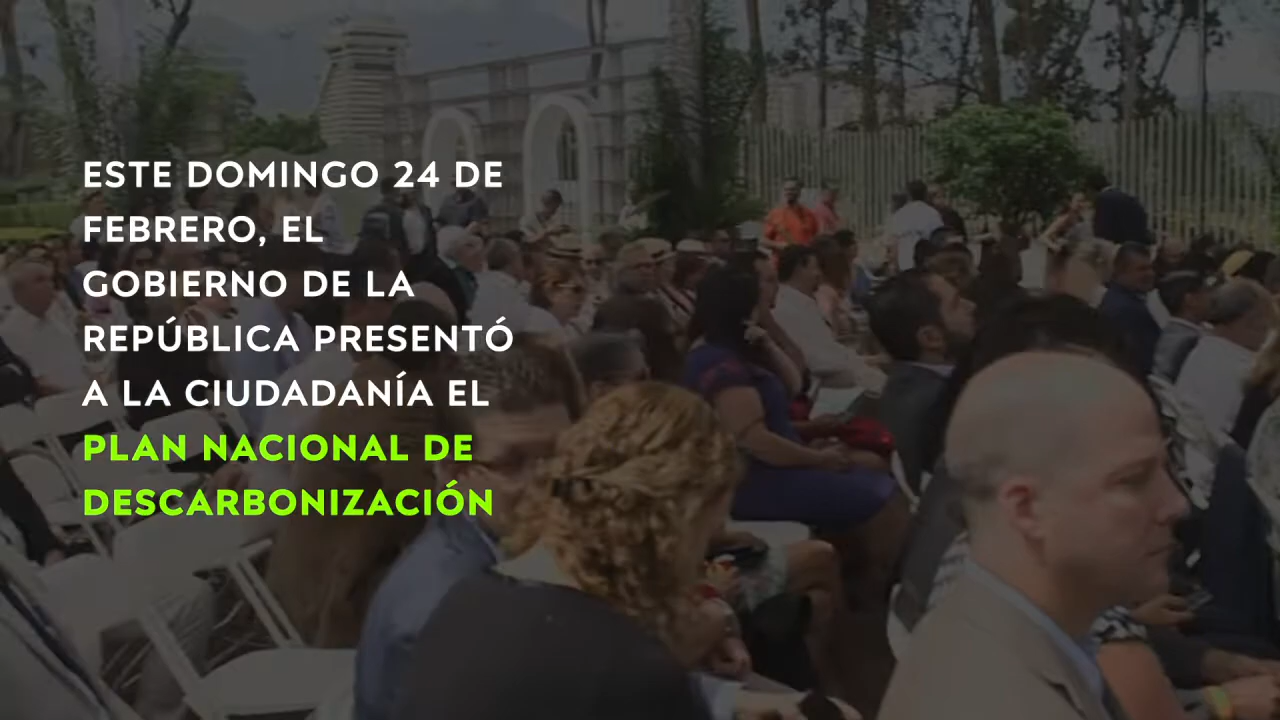 ESTE DOMINGO 24 DE
FEBRERO, EL
GOBIERNO DE LA
REPÚBLICA PRESENTÓ
A LA CIUDADANÍA EL
PLAN NACIONAL DE
DESCARBONIZACIÓN